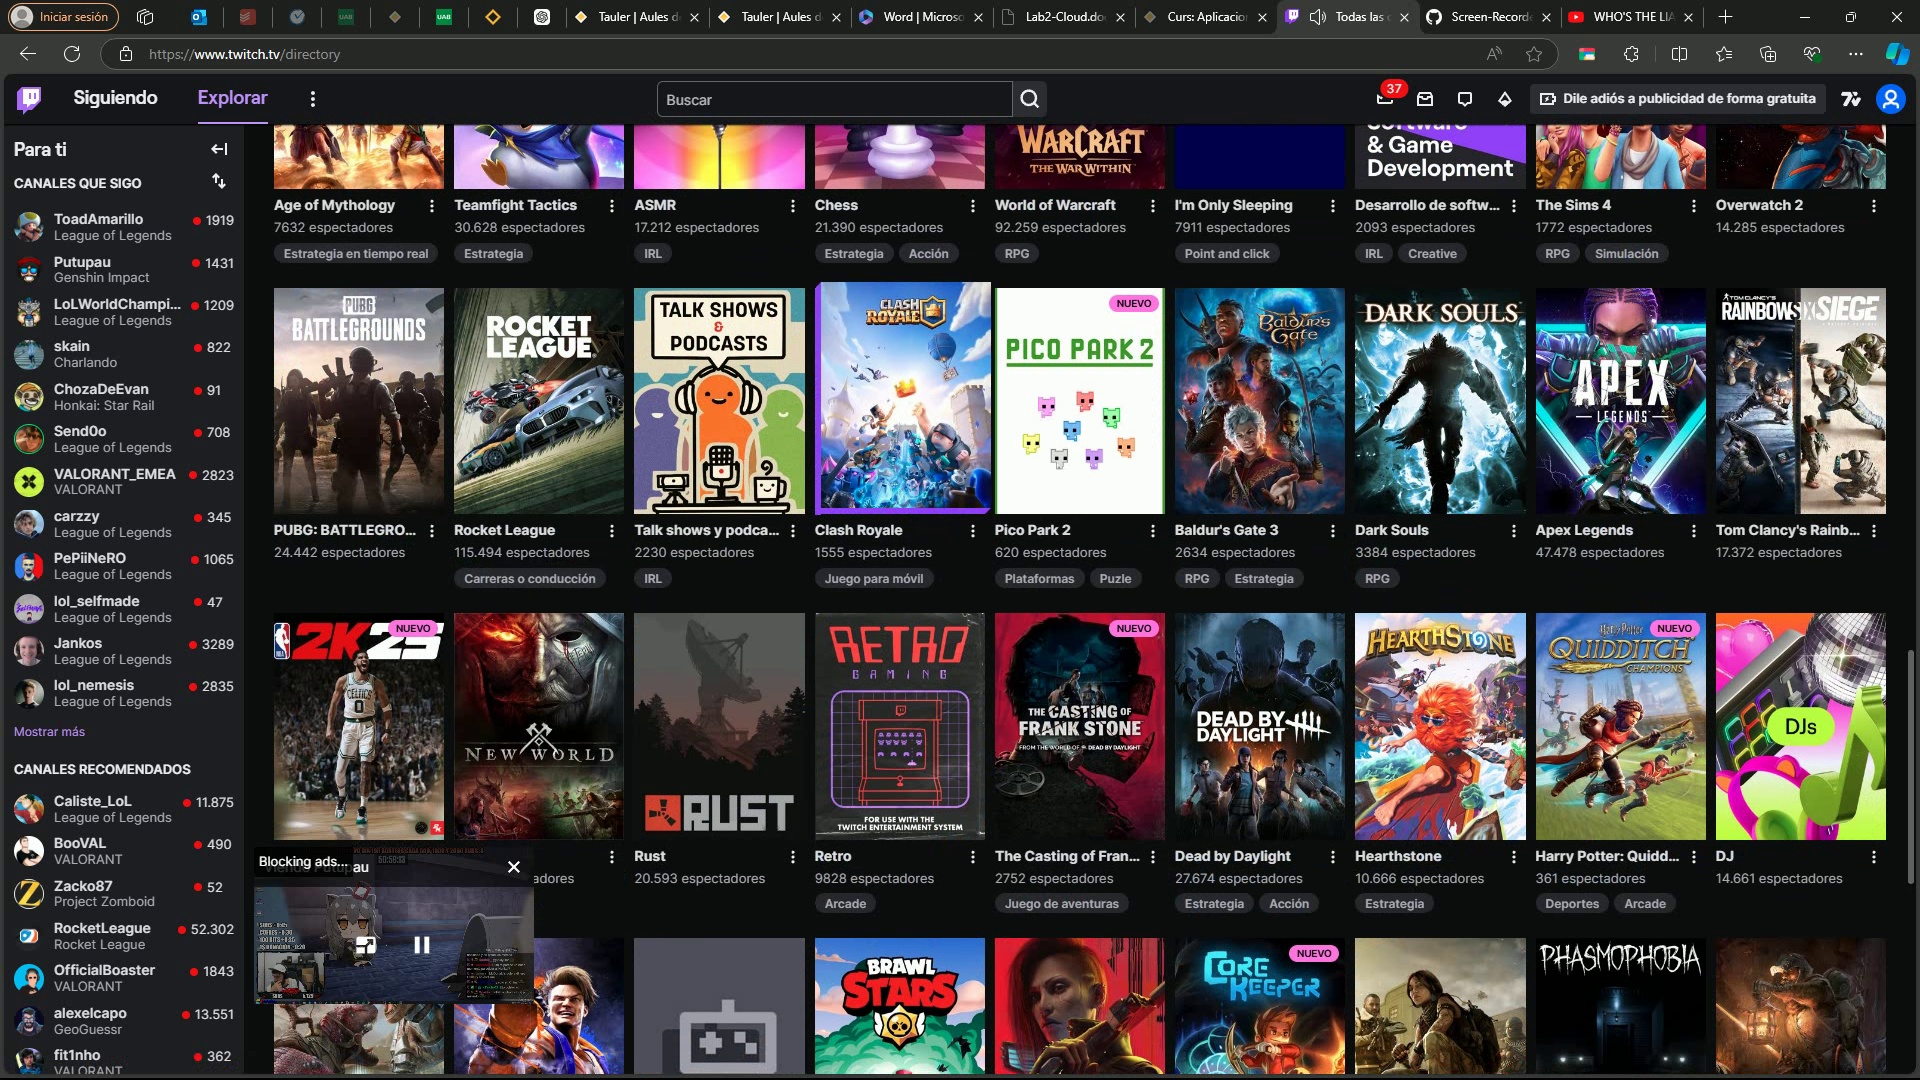 Iniciar sesión
Tauler | Aules d
Tauler | Aules d
Word | Microso
Lab2-Cloud.do
Curs: Aplicacion
Todas las c
Screen-Recorde
WHO'S THE LIA
https://www.twitch.tv/directory
Siguiendo
Explorar
Buscar
37
Dile adiós a publicidad de forma gratuita
Para ti
CANALES QUE SIGO
ToadAmarillo
1919
League of Legends
Putupau
1431
Genshin Impact
LoLWorldChampi...
1209
League of Legends
skain
822
Charlando
ChozaDeEvan
91
Honkai: Star Rail
Send0o
708
League of Legends
VALORANT_EMEA
2823
VALORANT
carzzy
345
League of Legends
PePiiNeRO
1065
League of Legends
lol_selfmade
47
League of Legends
Jankos
3289
League of Legends
lol_nemesis
2835
League of Legends
Mostrar más
CANALES RECOMENDADOS
Caliste_LoL
11.875
League of Legends
BooVAL
490
VALORANT
Zacko87
52
Project Zomboid
RocketLeague
52.302
Rocket League
OfficialBoaster
1843
VALORANT
alexelcapo
13.551
GeoGuessr
fit1nho
362
VALORANT
WARCRAFT
THE WAR WITHIN
Software
& Game
Development
Age of Mythology
7632 espectadores
Estrategia en tiempo real
Teamfight Tactics
30.628 espectadores
Estrategia
ASMR
17.212 espectadores
IRL
Chess
21.390 espectadores
Estrategia
Acción
World of Warcraft
92.259 espectadores
RPG
I'm Only Sleeping
7911 espectadores
Point and click
Desarrollo de softw...
2093 espectadores
IRL
Creative
The Sims 4
1772 espectadores
RPG
Simulación
Overwatch 2
14.285 espectadores
PUBG
BATTLEGROUNDS
ROCKET
LEAGUE
TALK SHOWS
&
PODCASTS
CLASH
ROYALE
NUEVO
PICO PARK 2
Baldur's
Gate
DARK SOULS
APEX
LEGENDS
TOM CLANCY'S
RAINBOW SIX SIEGE
PUBG: BATTLEGRO...
24.442 espectadores
Rocket League
115.494 espectadores
Carreras o conducción
Talk shows y podca...
2230 espectadores
IRL
Clash Royale
1555 espectadores
Juego para móvil
Pico Park 2
620 espectadores
Plataformas
Puzle
Baldur's Gate 3
2634 espectadores
RPG
Estrategia
Dark Souls
3384 espectadores
RPG
Apex Legends
47.478 espectadores
Tom Clancy's Rainb...
17.372 espectadores
NUEVO
2K25
CELTICS
0
NEW WORLD
RUST
RETRO
GAMING
FOR USE WITH THE
TWITCH ENTERTAINMENT SYSTEM
NUEVO
THE CASTING OF
FRANK STONE
FROM THE WORLD OF DEAD BY DAYLIGHT
DEAD BY
DAYLIGHT
HEARTHSTONE
NUEVO
Harry Potter
QUIDDITCH
CHAMPIONS
DJs
Blocking ads...
Viendo Putupau
adores
Rust
20.593 espectadores
Retro
9828 espectadores
Arcade
The Casting of Fran...
2752 espectadores
Juego de aventuras
Dead by Daylight
27.674 espectadores
Estrategia
Acción
Hearthstone
10.666 espectadores
Estrategia
Harry Potter: Quidd...
361 espectadores
Deportes
Arcade
DJ
14.661 espectadores
BRAWL
STARS
NUEVO
CORE
KEEPER
PHASMOPHOBIA